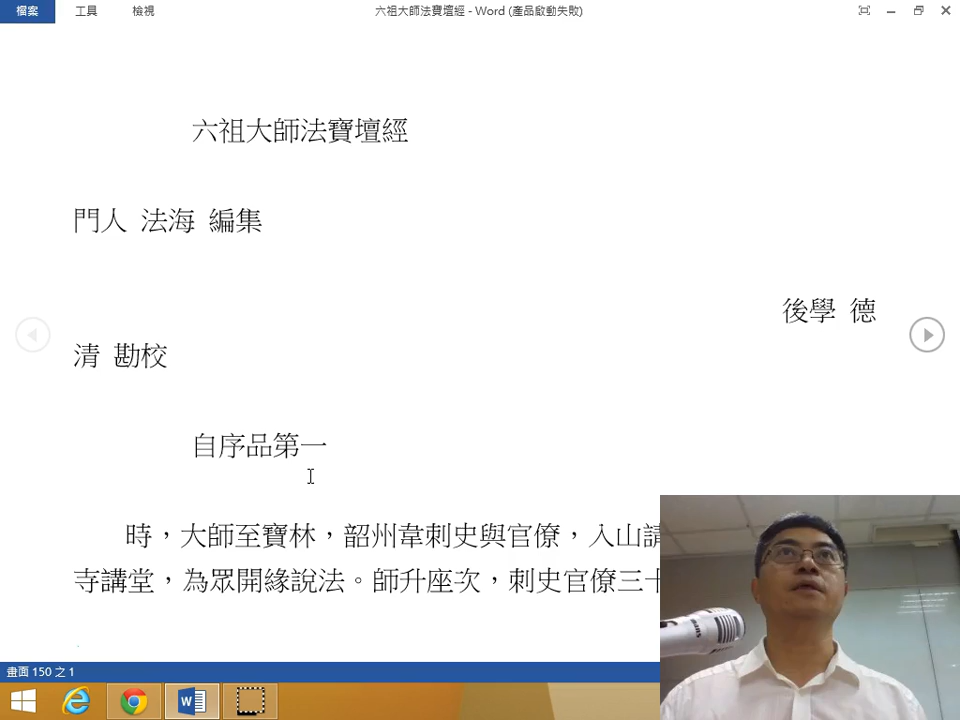 檔案 工具 檢視 六祖大師法寶壇經 - Word (產品啟動失敗)
六祖大師法寶壇經
門人 法海 編集
後學 德
清 勘校
自序品第一
時，大師至寶林，韶州韋刺史與官僚，入山請
寺講堂，為眾開緣說法。師升座次，刺史官僚三十
畫面 150 之 1